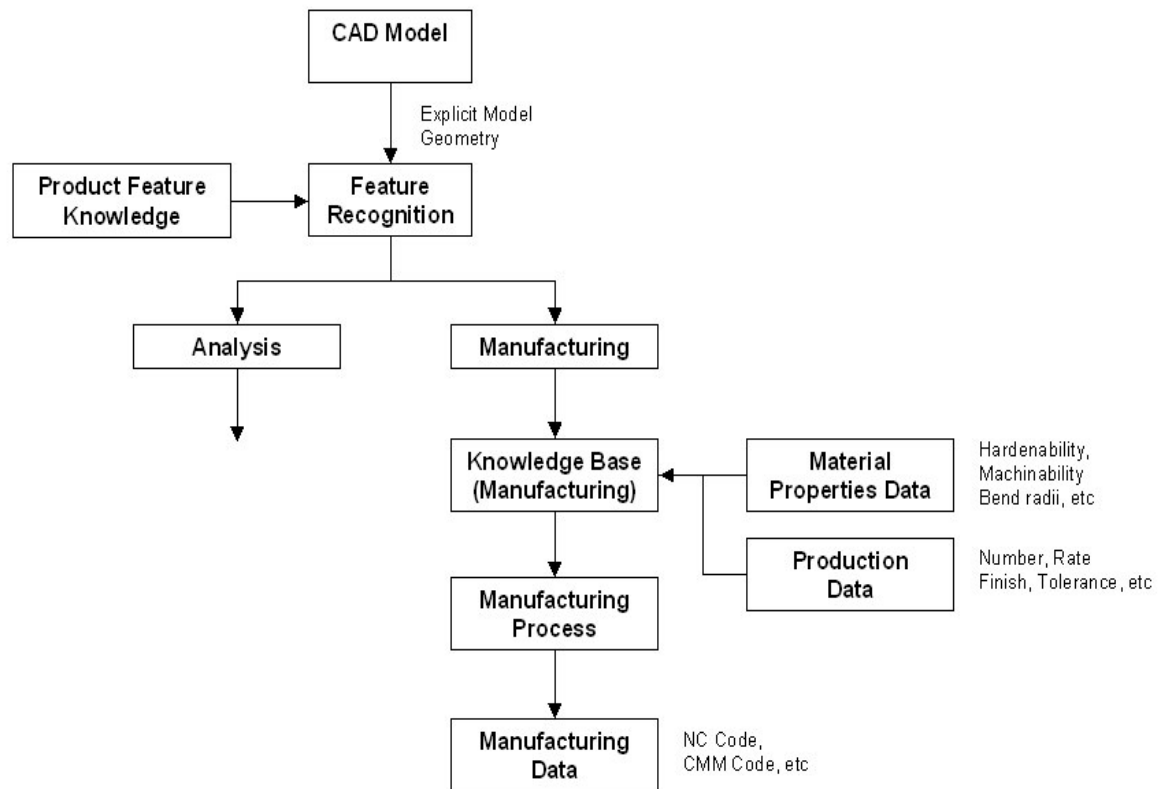 CAD Model
Explicit Model
Geometry
Product Feature
Knowledge
Feature
Recognition
Analysis
Manufacturing
Knowledge Base
(Manufacturing)
Material
Properties Data
Hardenability,
Machinability
Bend radii, etc
Production
Data
Number, Rate
Finish, Tolerance, etc
Manufacturing
Process
Manufacturing
Data
NC Code,
CMM Code, etc